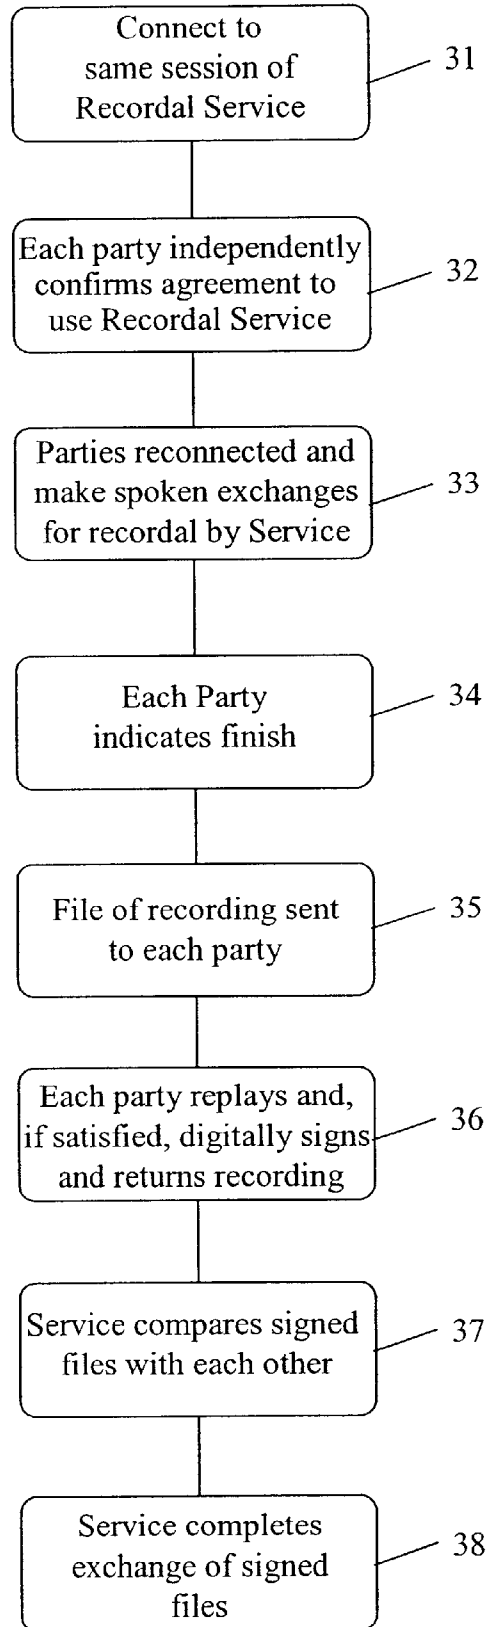 Connect to
same session of
Recordal Service
31
Each party independently
confirms agreement to
use Recordal Service
32
Parties reconnected and
make spoken exchanges
for recordal by Service
33
Each Party
indicates finish
34
File of recording sent
to each party
35
Each party replays and,
if satisfied, digitally signs
and returns recording
36
Service compares signed
files with each other
37
Service completes
exchange of signed
files
38